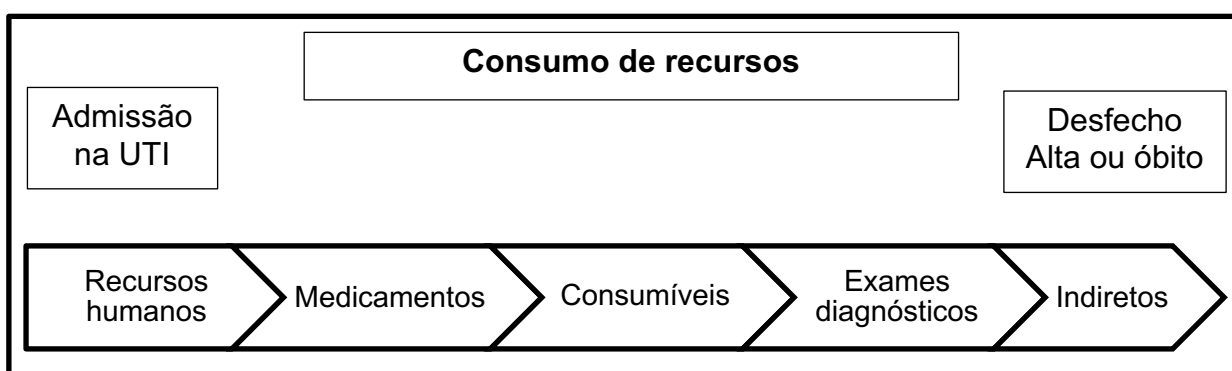 Consumo de recursos
Admissão
na UTI
Desfecho
Alta ou óbito
Recursos
humanos
Medicamentos
Consumíveis
Exames
diagnósticos
Indiretos